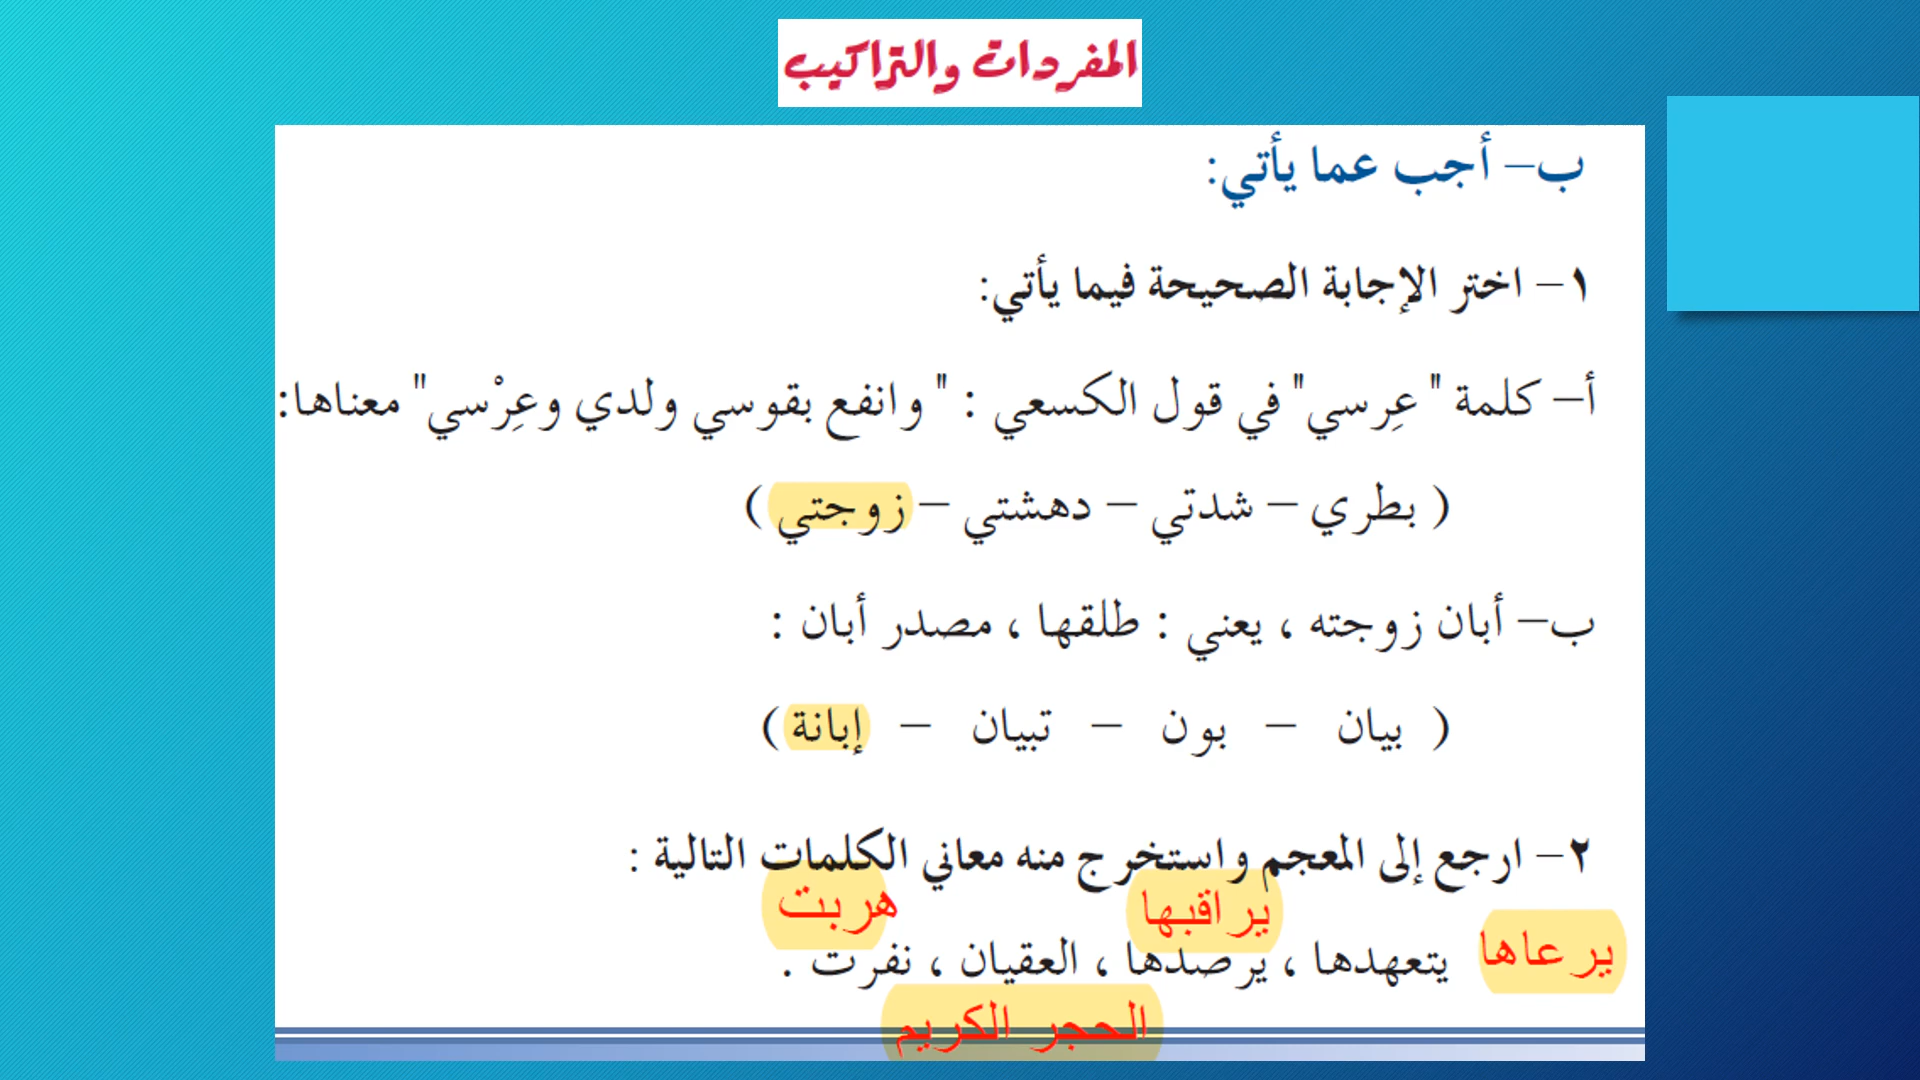 المفردات والتراكيب
ب– أجب عما يأتي:
١– اختر الإجابة الصحيحة فيما يأتي:
أ– كلمة " عِرسي" في قول الكسعي : " وانفع بقوسي ولدي وعِرْسي" معناها:
( بطري – شدتي – دهشتي – زوجتي )
ب– أبان زوجته ، يعني : طلقها ، مصدر أبان :
( بيان – بون – تبيان – إبانة )
٢– ارجع إلى المعجم واستخرج منه معاني الكلمات التالية :
يراقبها هربت
يرعاها يتعهدها ، يرصدها ، العقيان ، نفرت .
الحجر الكريم